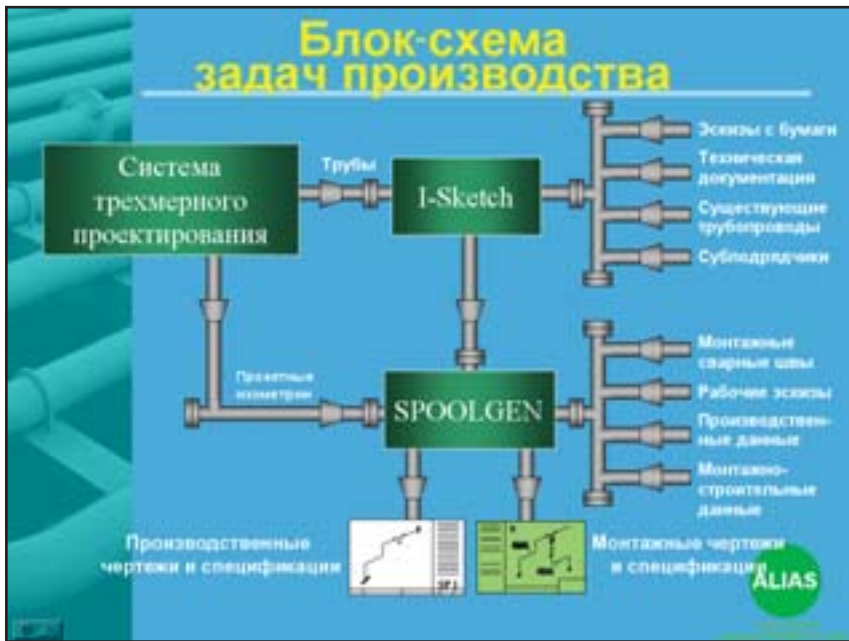 Блок-схема
задач производства
Система
трехмерного
проектирования
Трубы
I-Sketch
Эскизы с бумаги
Техническая
документация
Существующие
трубопроводы
Субподрядчики
Проектные
изометрии
SPOOLGEN
Монтажные
сварные швы
Рабочие эскизы
Производствен-
ные данные
Монтажно-
строительные
данные
Производственные
чертежи и спецификации
Монтажные чертежи
и спецификации
ALIAS